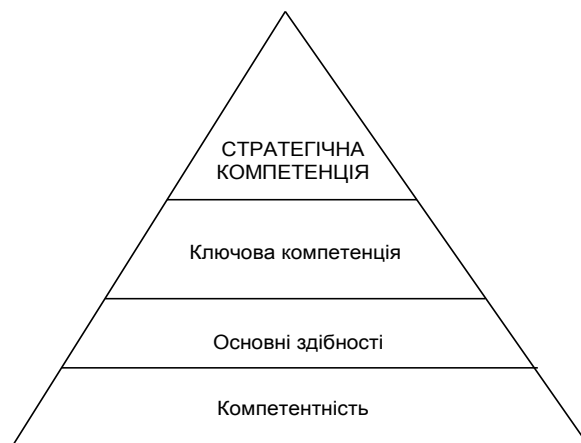 СТРАТЕГІЧНА
КОМПЕТЕНЦІЯ
Ключова компетенція
Основні здібності
Компетентність